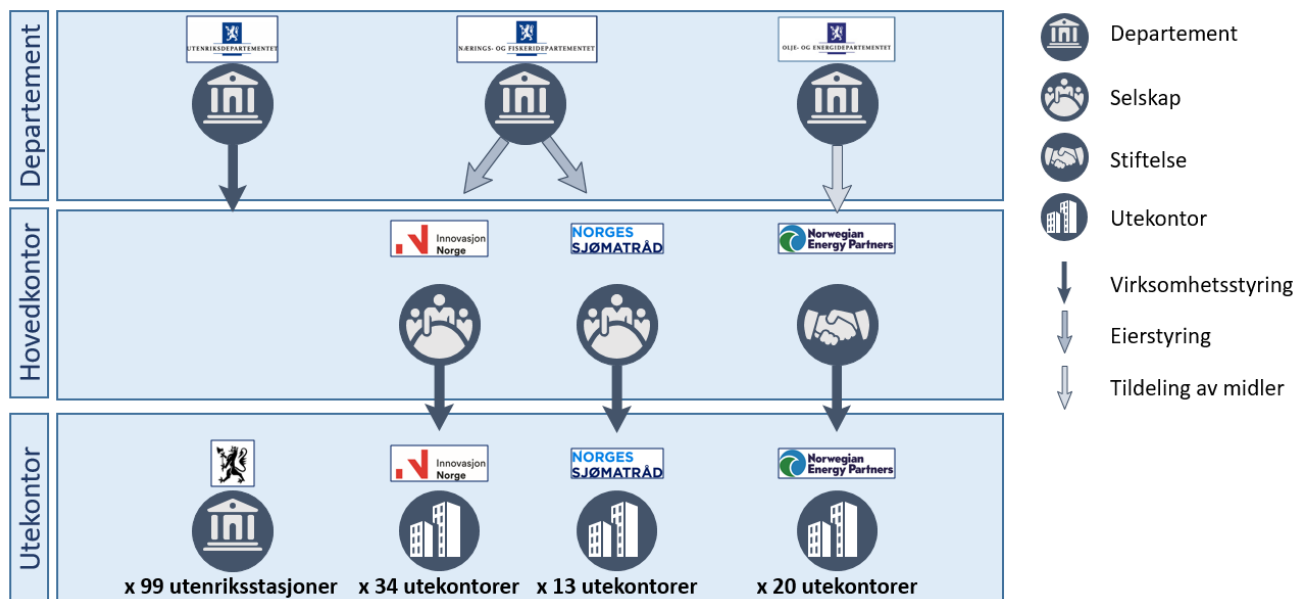 Departement
UTENRIKSDEPARTEMENTET
NÆRINGS- OG FISKERIDEPARTEMENTET
OLJE- OG ENERGIDEPARTEMENTET
Hovedkontor
Innovasjon
Norge
NORGES
SJØMATRÅD
Norwegian
Energy Partners
Utekontor
Innovasjon
Norge
NORGES
SJØMATRÅD
Norwegian
Energy Partners
x 99 utenriksstasjoner
x 34 utekontorer
x 13 utekontorer
x 20 utekontorer
Departement
Selskap
Stiftelse
Utekontor
Virksomhetsstyring
Eierstyring
Tildeling av midler